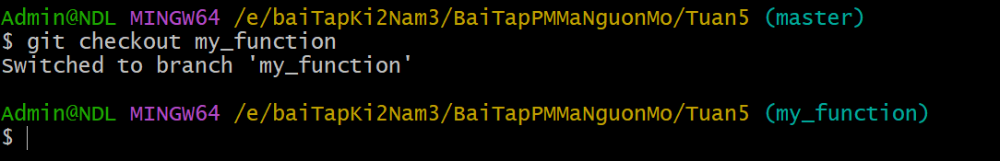 Admin@NDL MINGW64 /e/baiTapKi2Nam3/BaiTapPMMaNguonMo/Tuan5 (master)
$ git checkout my_function
Switched to branch 'my_function'
Admin@NDL MINGW64 /e/baiTapKi2Nam3/BaiTapPMMaNguonMo/Tuan5 (my_function)
$